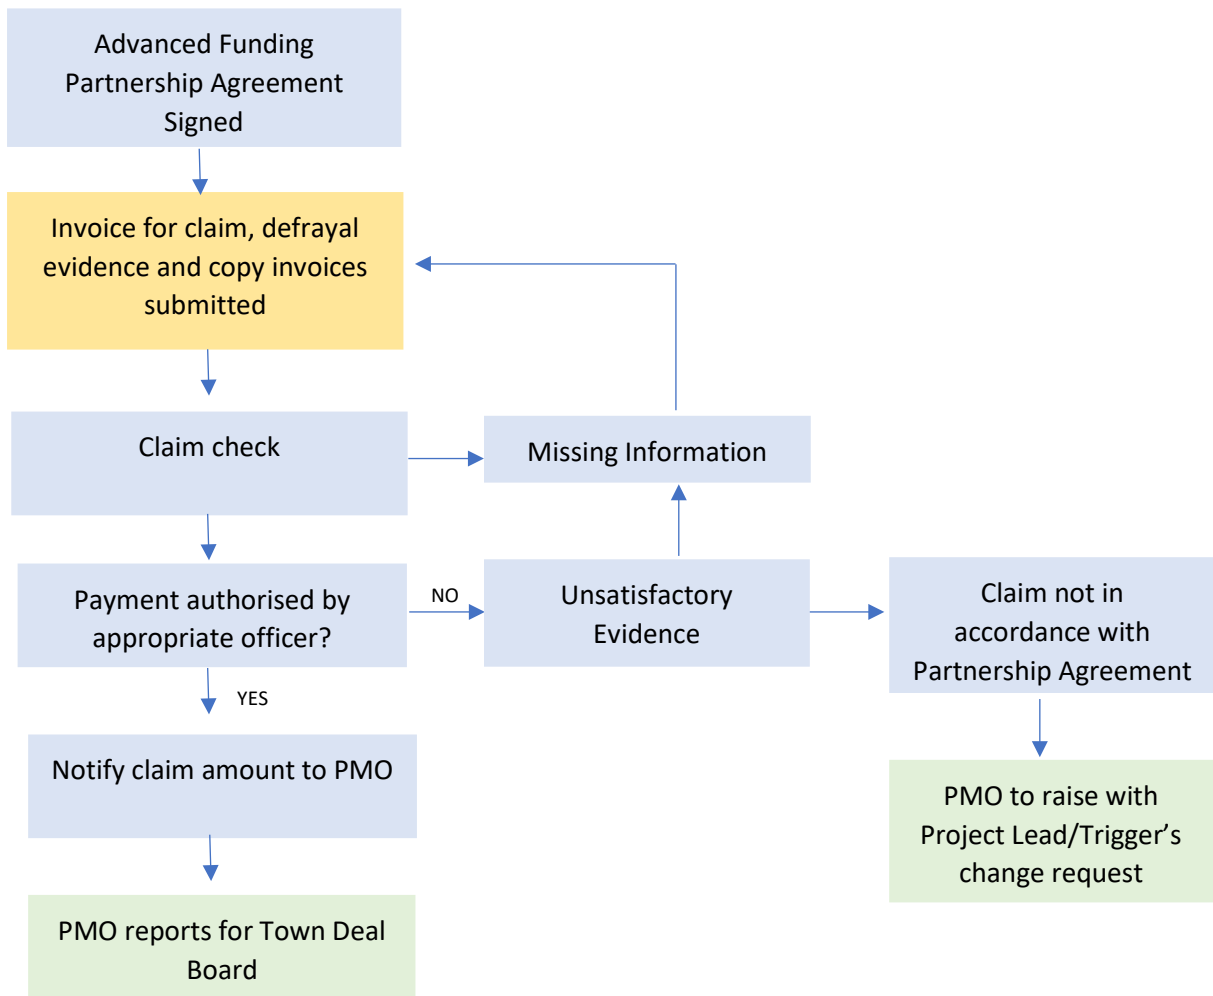 Advanced Funding
Partnership Agreement
Signed
Invoice for claim, defrayal
evidence and copy invoices
submitted
Claim check
Missing Information
Payment authorised by
appropriate officer?
NO
Unsatisfactory
Evidence
Claim not in
accordance with
Partnership Agreement
YES
Notify claim amount to PMO
PMO to raise with
Project Lead/Trigger’s
change request
PMO reports for Town Deal
Board